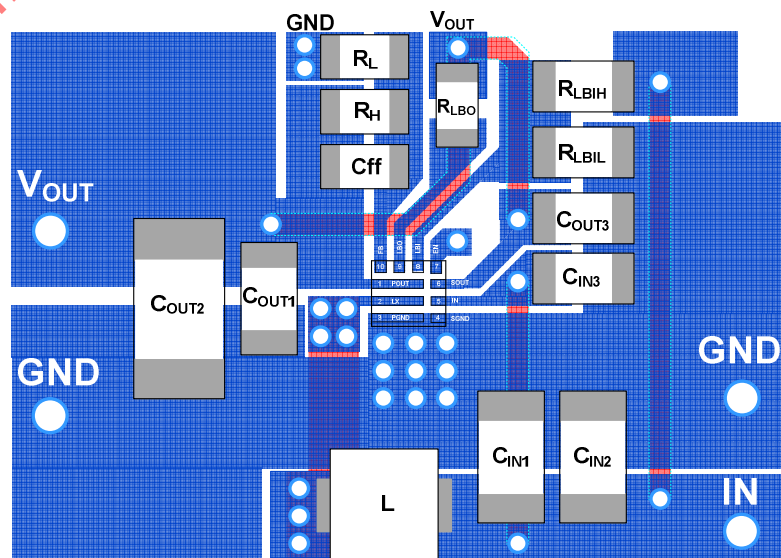 GND
VOUT
RL
RLBIH
RH
RLBO
RLBIL
Cff
VOUT
COUT3
FB LBO LBI EN
10 9 8 7
CIN3
1 POUT 6 SOUT
COUT2
COUT1
2 LX 5 IN
3 PGND 4 SGND
GND
GND
CIN1
CIN2
L
IN